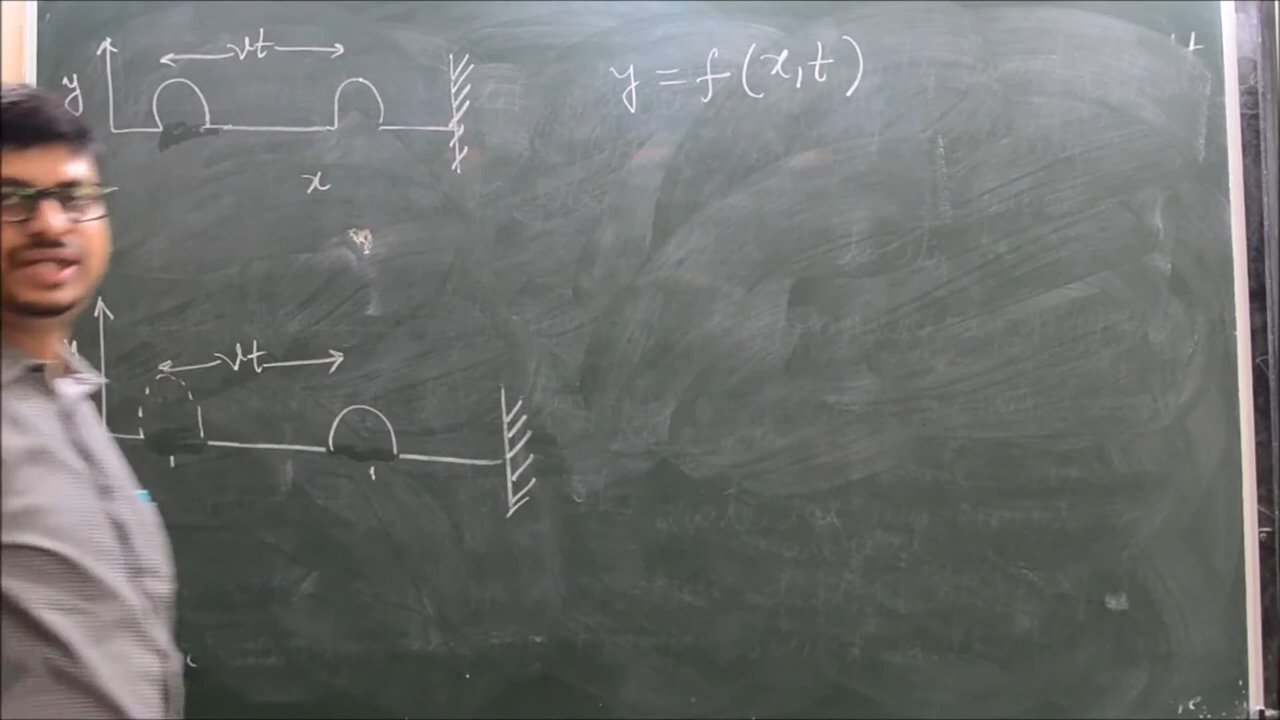 vt
y
y = f(x,t)
x
vt